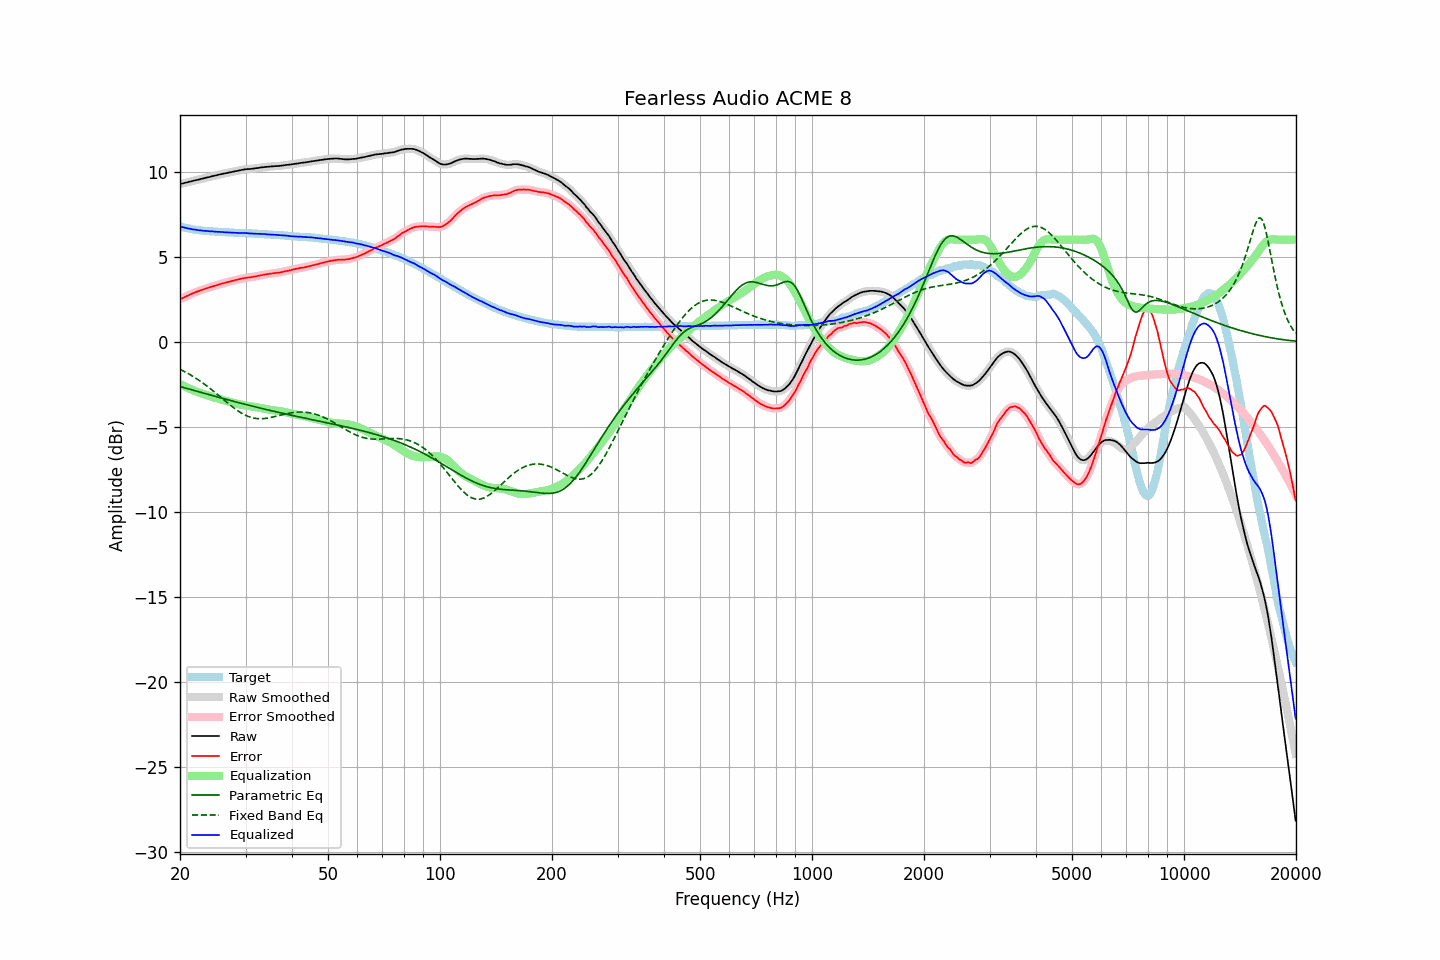 Fearless Audio ACME 8
Amplitude (dBr)
10
5
0
−5
−10
−15
−20
−25
−30
Target
Raw Smoothed
Error Smoothed
Raw
Error
Equalization
Parametric Eq
Fixed Band Eq
Equalized
20
50
100
200
500
1000
2000
5000
10000
20000
Frequency (Hz)